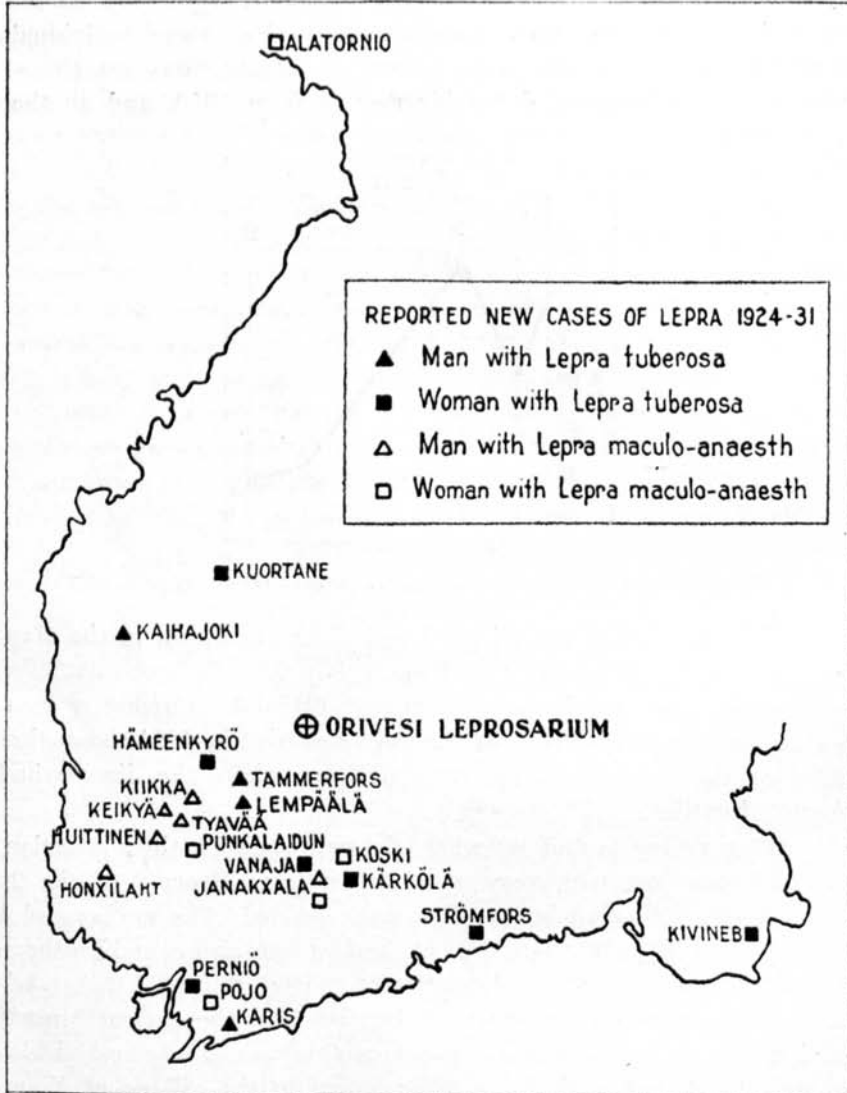 ALATORNIO
REPORTED NEW CASES OF LEPRA 1924-31
Man with Lepra tuberosa
Woman with Lepra tuberosa
Man with Lepra maculo-anaesth
Woman with Lepra maculo-anaesth
KUORTANE
KAIHAJOKI
ORIVESI LEPROSARIUM
HÄMEENKYRÖ
TAMMERFORS
KIIKKA
LEMPÄÄLÄ
KEIKYÄ
TYAVÄÄ
HUITTINEN
PUNKALAIDUN
KOSKI
VANAJA
HONXILAHT
JANAKYALA
KÄRKÖLÄ
STRÖMFORS
KIVINEB
PERNIÖ
POJO
KARIS